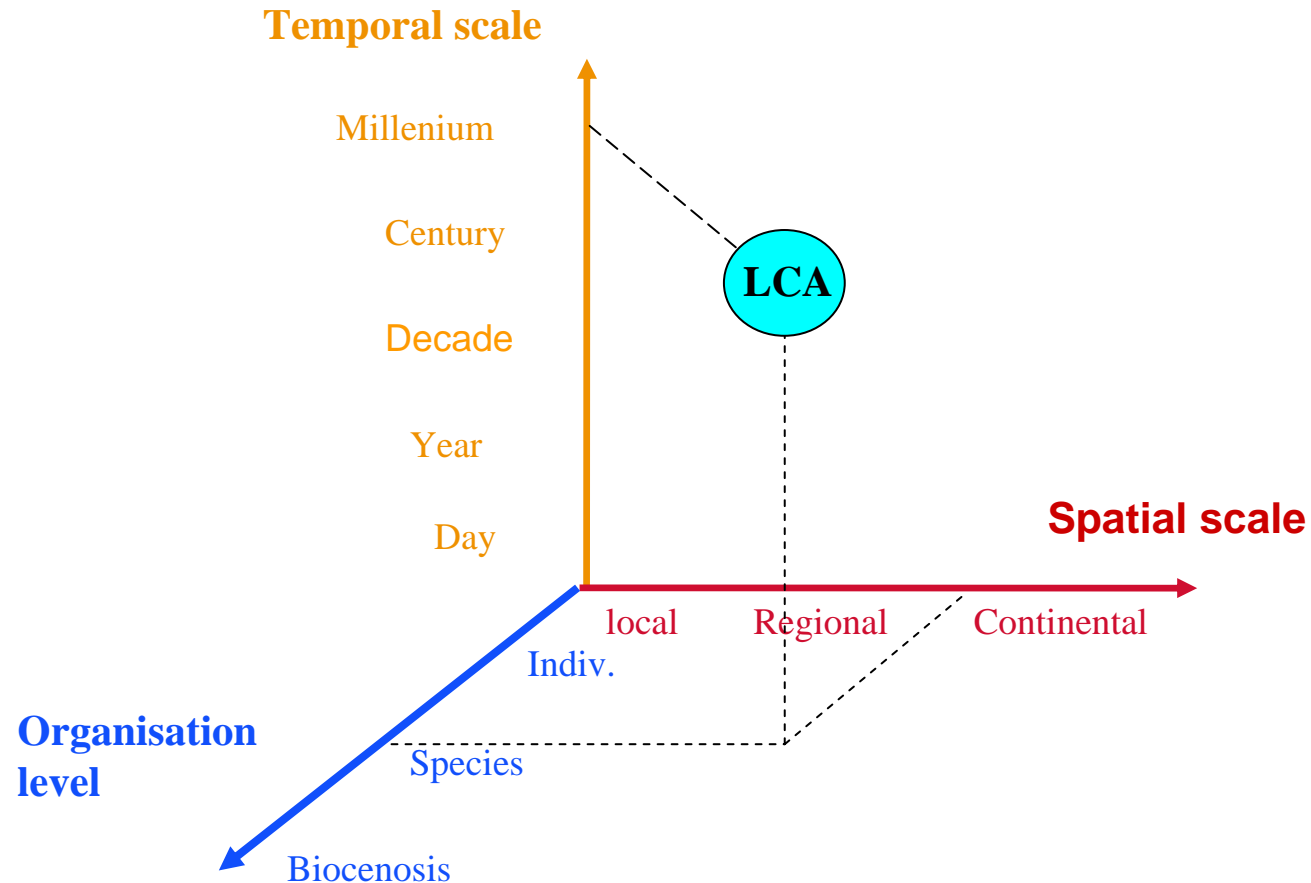 Temporal scale
Millenium
Century
LCA
Decade
Year
Spatial scale
Day
local Regional Continental
Indiv.
Organisation
level
Species
Biocenosis